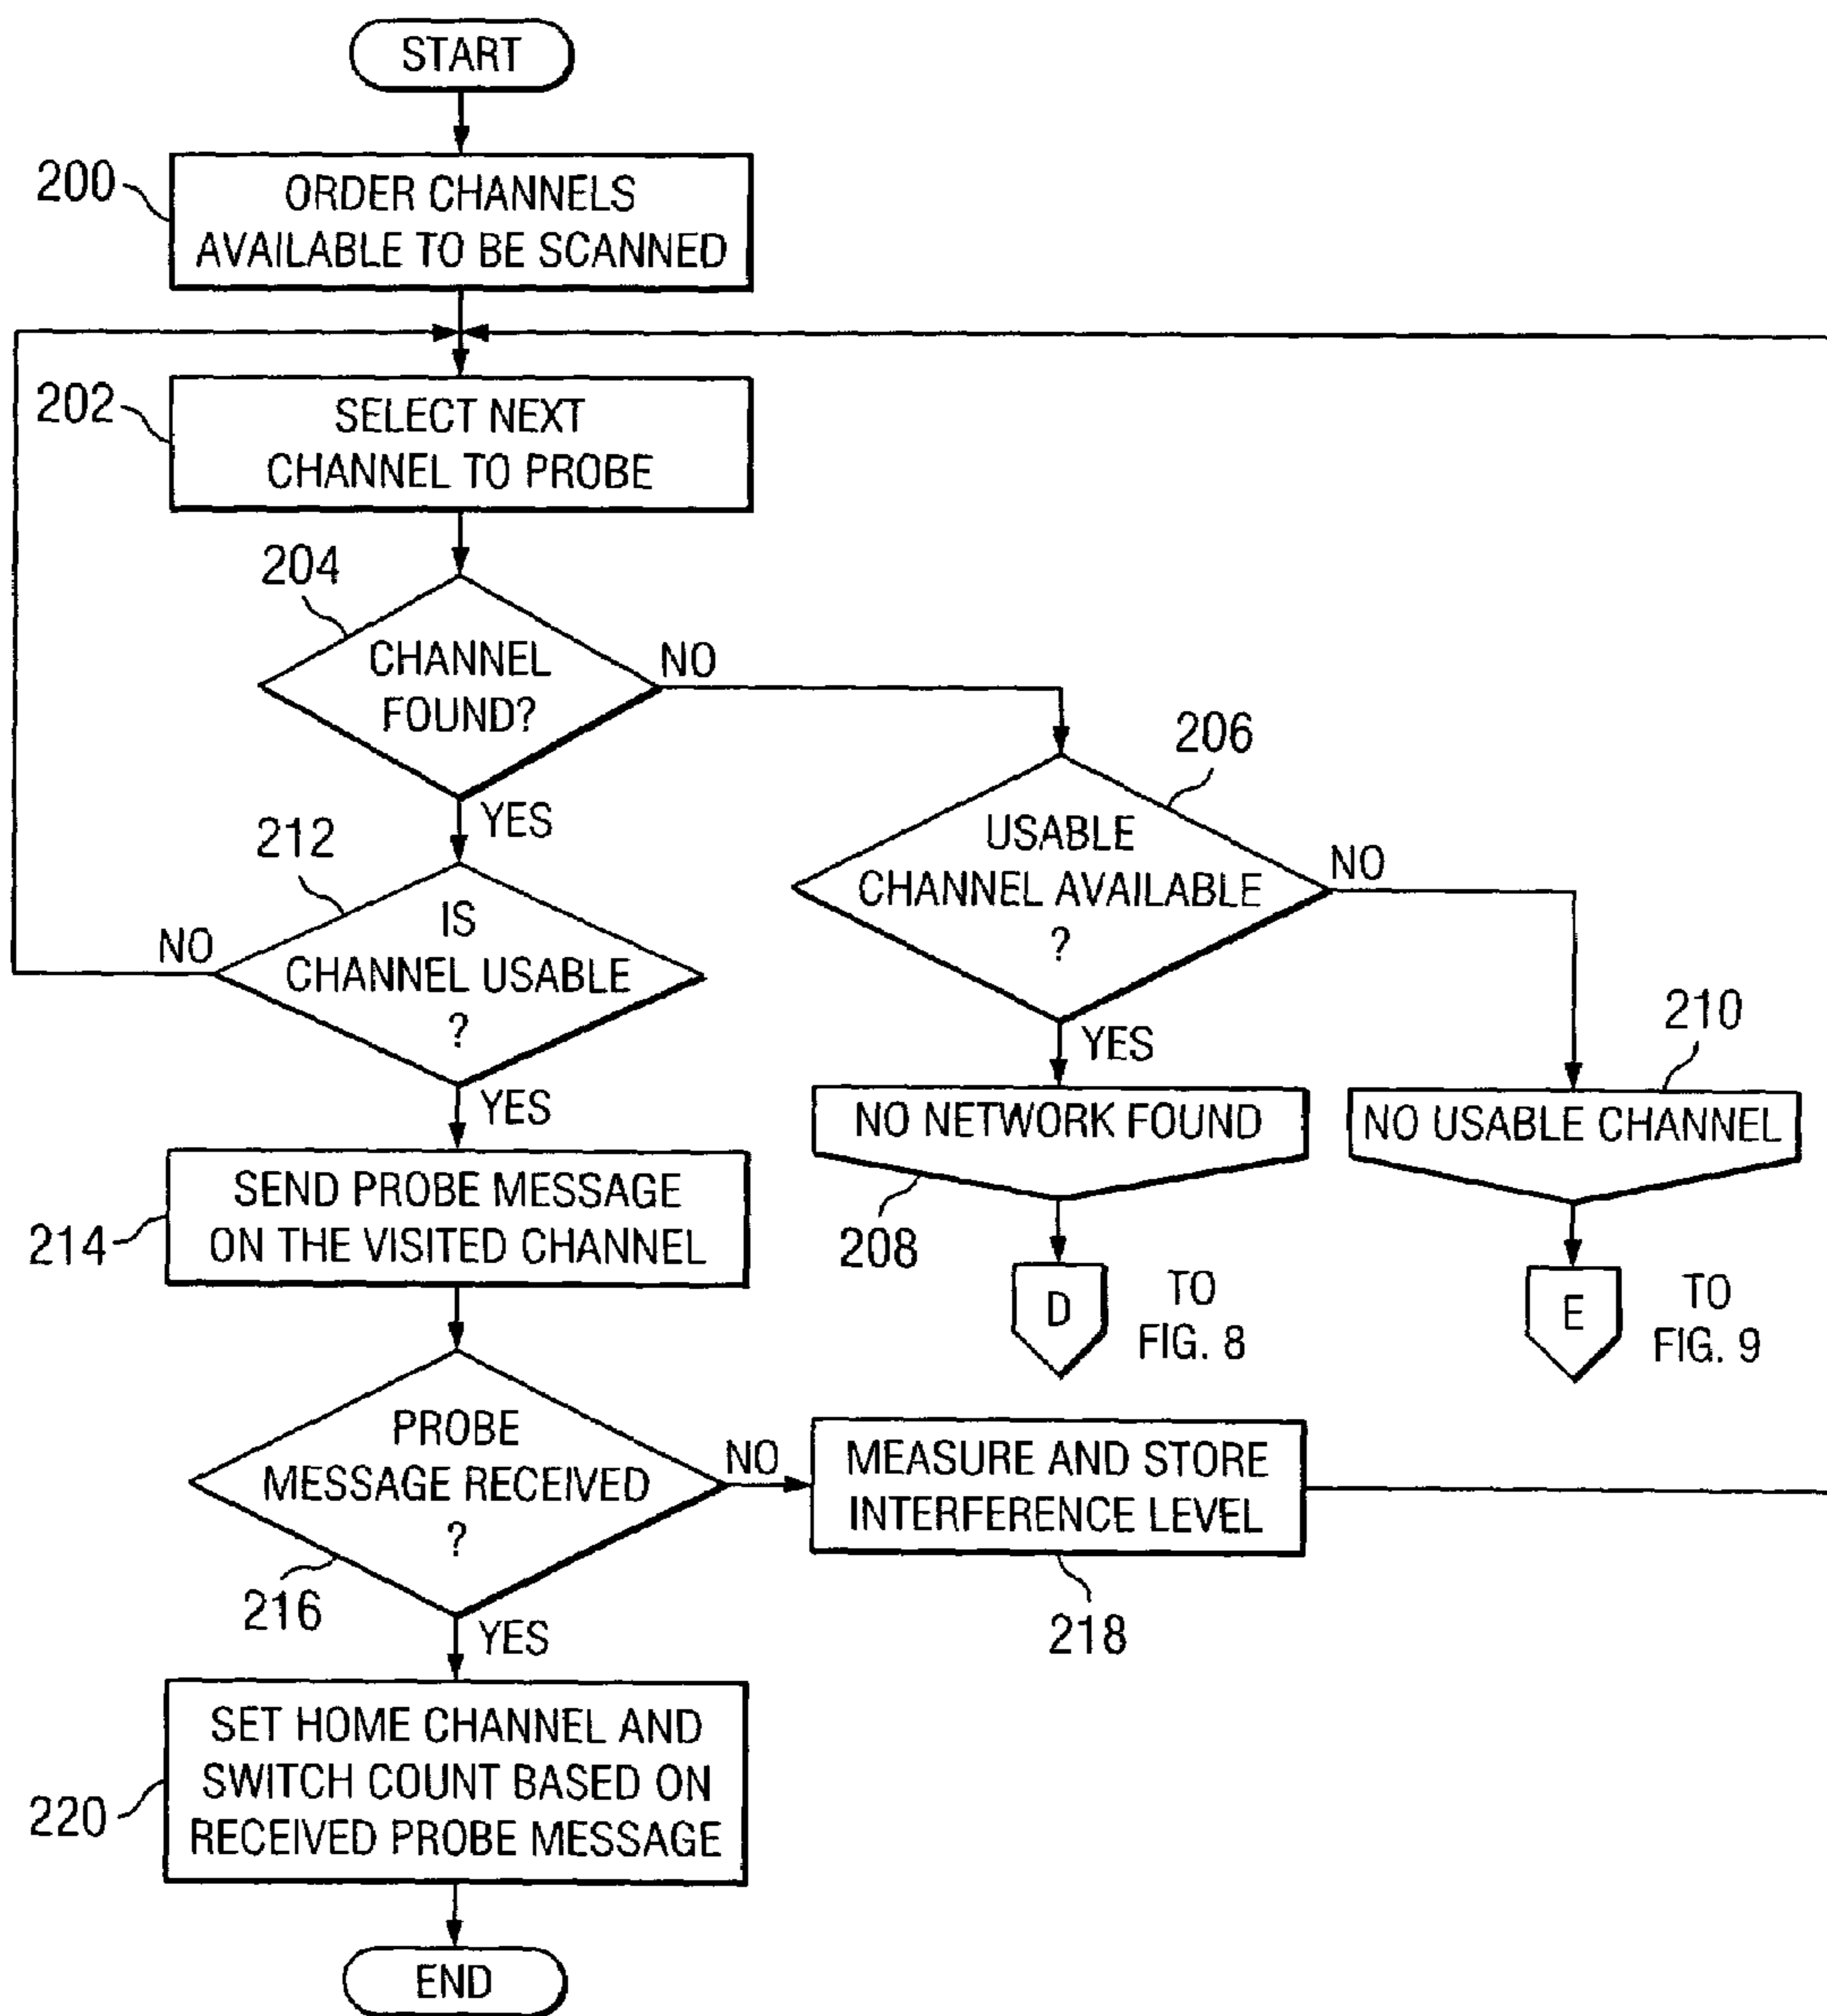 START
200
ORDER CHANNELS
AVAILABLE TO BE SCANNED
202
SELECT NEXT
CHANNEL TO PROBE
204
CHANNEL
FOUND?
NO
YES
206
USABLE
CHANNEL AVAILABLE
?
NO
YES
212
IS
CHANNEL USABLE
?
NO
YES
210
NO NETWORK FOUND
208
NO USABLE CHANNEL
D
TO
FIG. 8
E
TO
FIG. 9
214
SEND PROBE MESSAGE
ON THE VISITED CHANNEL
PROBE
MESSAGE RECEIVED
?
216
NO
YES
MEASURE AND STORE
INTERFERENCE LEVEL
218
220
SET HOME CHANNEL AND
SWITCH COUNT BASED ON
RECEIVED PROBE MESSAGE
END